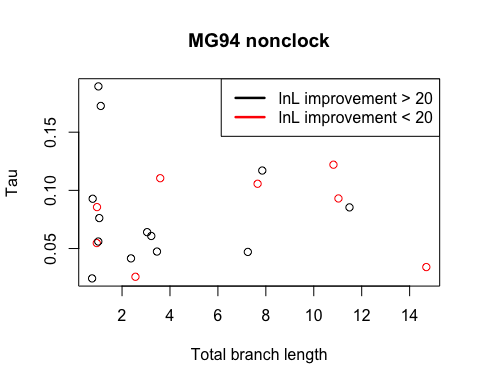 MG94 nonclock
lnL improvement > 20
lnL improvement < 20
Tau
0.05 0.10 0.15
2 4 6 8 10 12 14
Total branch length